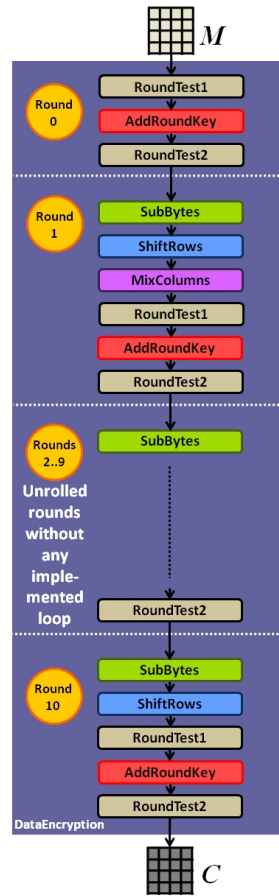 M
Round
0
RoundTest1
AddRoundKey
RoundTest2
Round
1
SubBytes
ShiftRows
MixColumns
RoundTest1
AddRoundKey
RoundTest2
Rounds
2..9
SubBytes
Unrolled
rounds
without
any
imple-
mented
loop
RoundTest2
Round
10
SubBytes
ShiftRows
RoundTest1
AddRoundKey
RoundTest2
DataEncryption
C